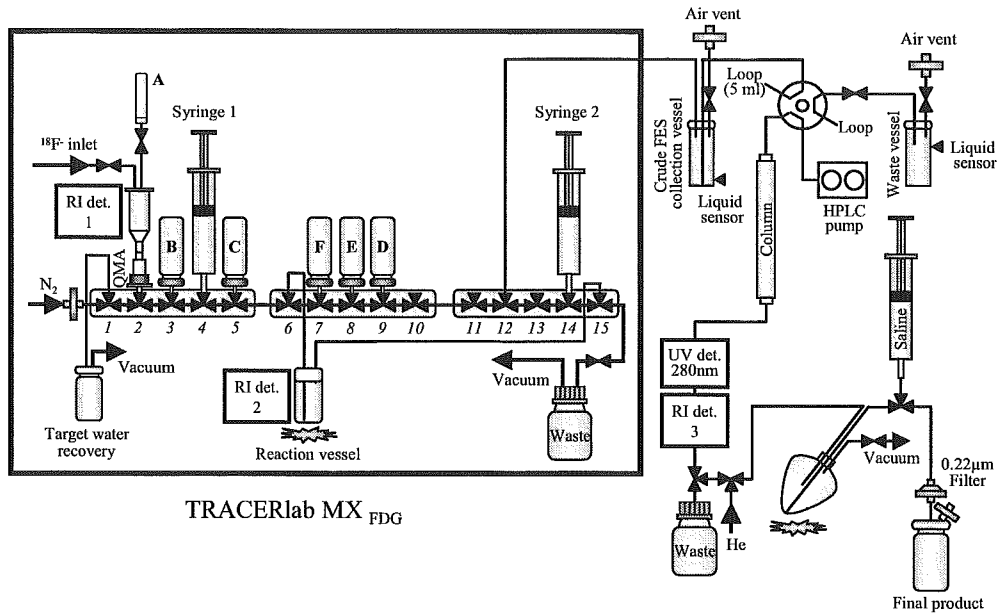 A
Syringe 1
¹⁸F⁻ inlet
RI det.
1
QMA
B
C
F
E
D
N₂
1 2 3 4 5 6 7 8 9 10 11 12 13 14 15
Vacuum
Target water
recovery
RI det.
2
Reaction vessel
Syringe 2
Vacuum
Waste
TRACERlab MX FDG
Air vent
Crude FES
collection vessel
Liquid
sensor
Loop
(5 ml)
Loop
HPLC
pump
Air vent
Waste vessel
Liquid
sensor
Column
UV det.
280nm
RI det.
3
Waste
He
Saline
Vacuum
0.22μm
Filter
Final product